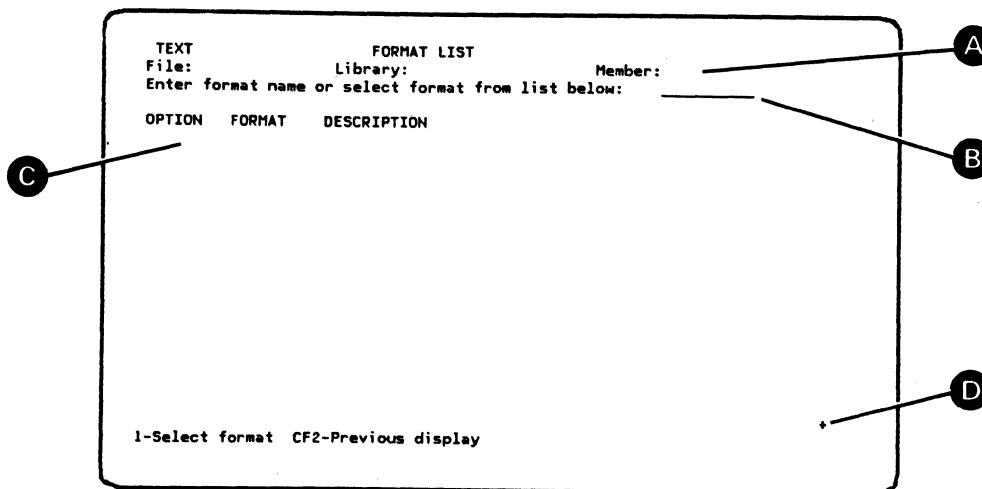 TEXT FORMAT LIST
File: Library: Member:
Enter format name or select format from list below: __________
OPTION FORMAT DESCRIPTION
+
1-Select format CF2-Previous display
A
B
C
D